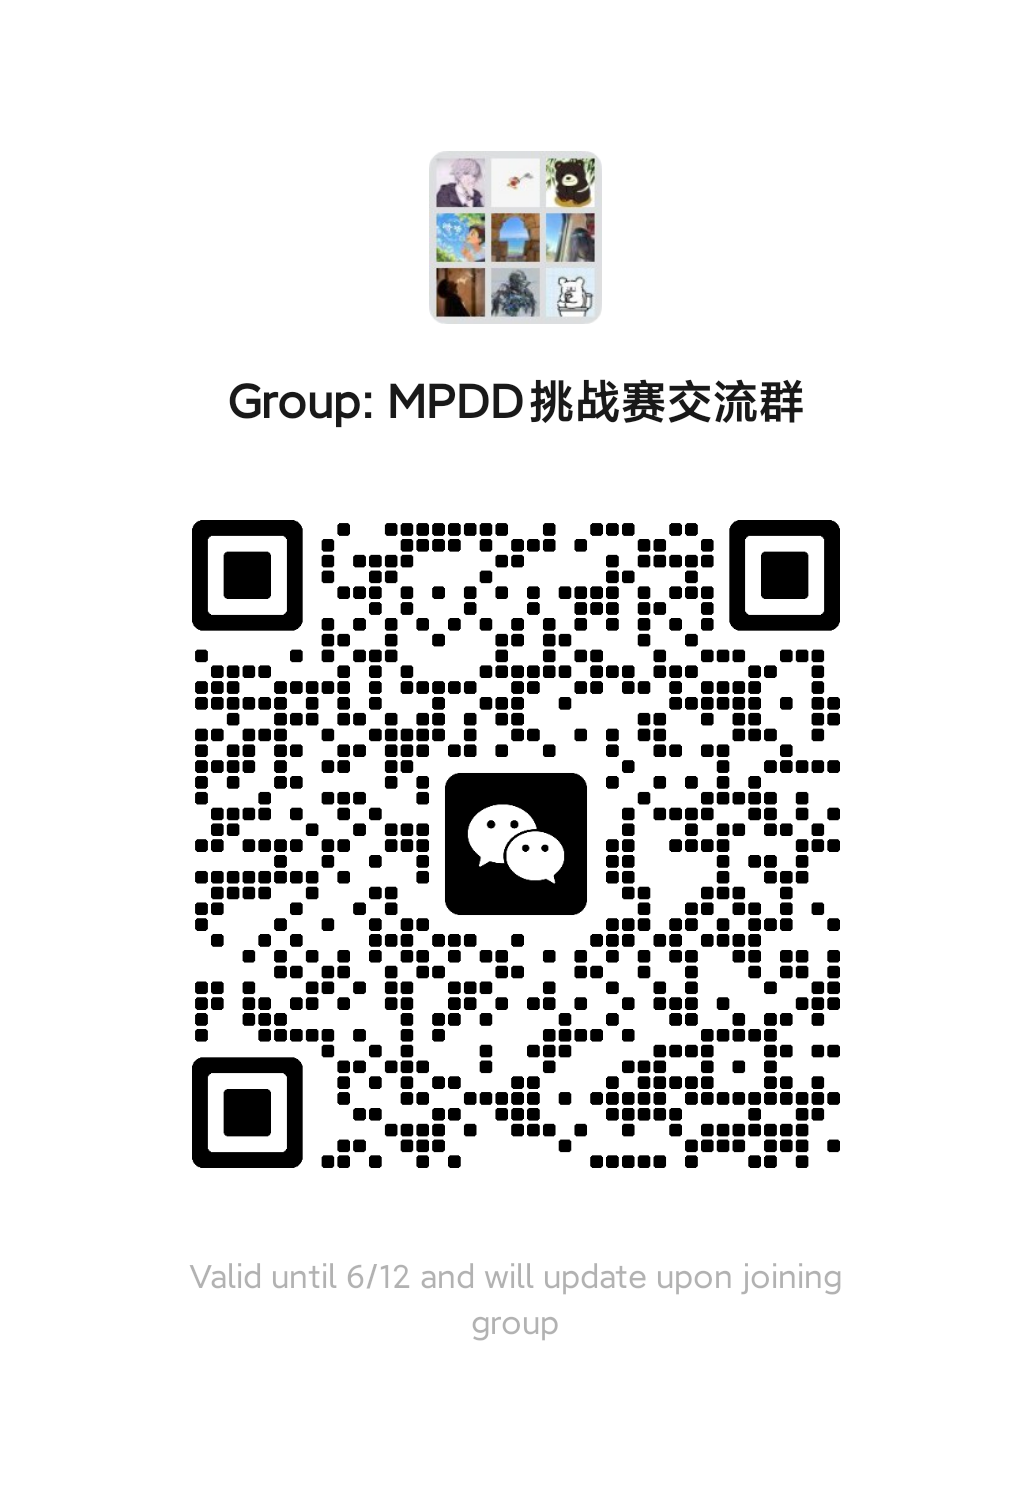 Group: MPDD挑战赛交流群
Valid until 6/12 and will update upon joining
group